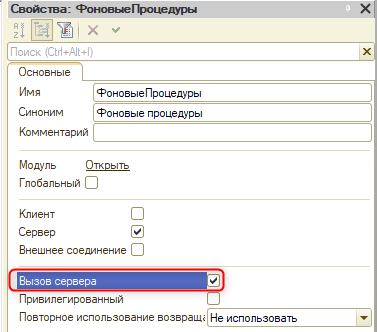 Свойства: ФоновыеПроцедуры
Поиск (Ctrl+Alt+I)
Основные
Имя ФоновыеПроцедуры
Синоним Фоновые процедуры
Комментарий
Модуль Открыть
Глобальный
Клиент
Сервер
Внешнее соединение
Вызов сервера
Привилегированный
Повторное использование возвраща Не использовать